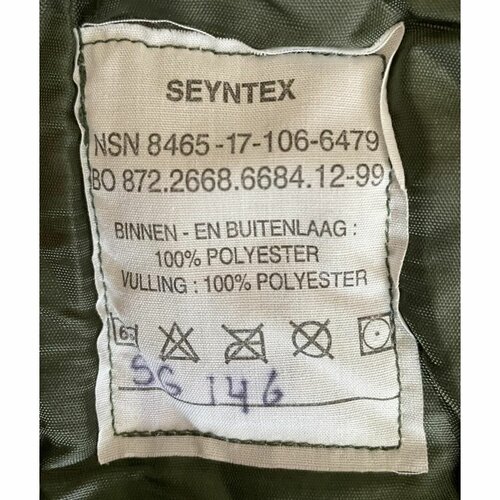 SEYNTEX
NSN 8465-17-106-6479
BO 872.2668.6684.12-99
BINNEN - EN BUITENLAAG :
100% POLYESTER
VULLING : 100% POLYESTER
SG 146